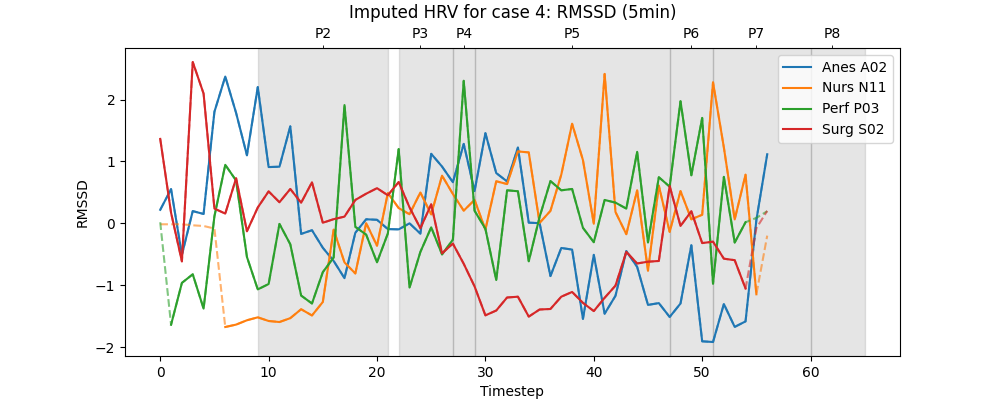 Imputed HRV for case 4: RMSSD (5min)
P2 P3 P4 P5 P6 P7 P8
Anes A02
Nurs N11
Perf P03
Surg S02
2
1
0
−1
−2
RMSSD
0 10 20 30 40 50 60
Timestep